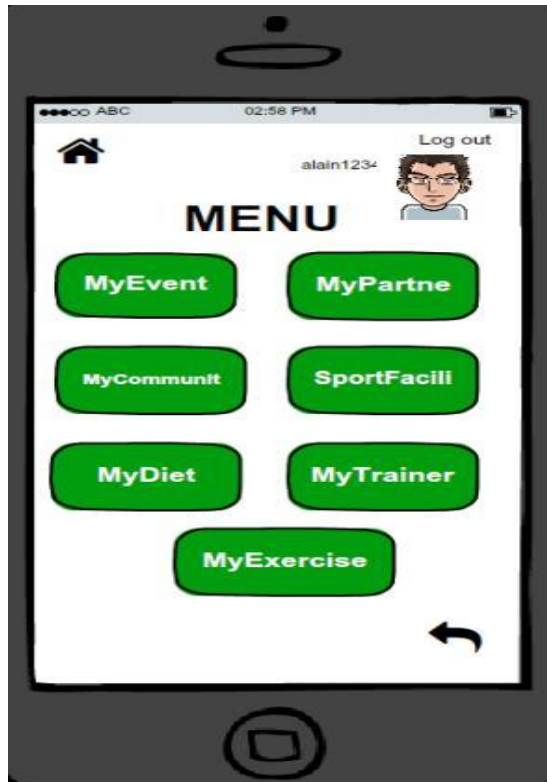 ABC 02:58 PM
Log out
alain1234
MENU
MyEvent MyPartne
MyCommunit SportFacili
MyDiet MyTrainer
MyExercise